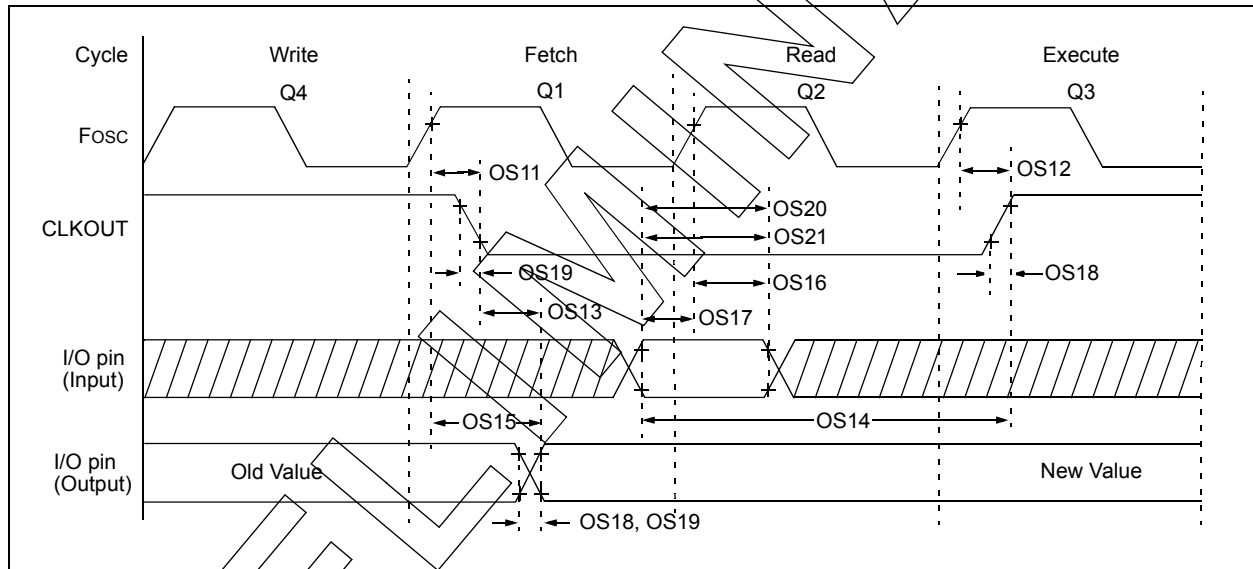 Cycle Write Fetch Read Execute
Q4 Q1 Q2 Q3
FOSC
OS11 OS12
OS20
CLKOUT
OS21
OS19 OS16 OS18
OS13 OS17
I/O pin
(Input)
OS15 OS14
I/O pin
(Output)
Old Value New Value
OS18, OS19